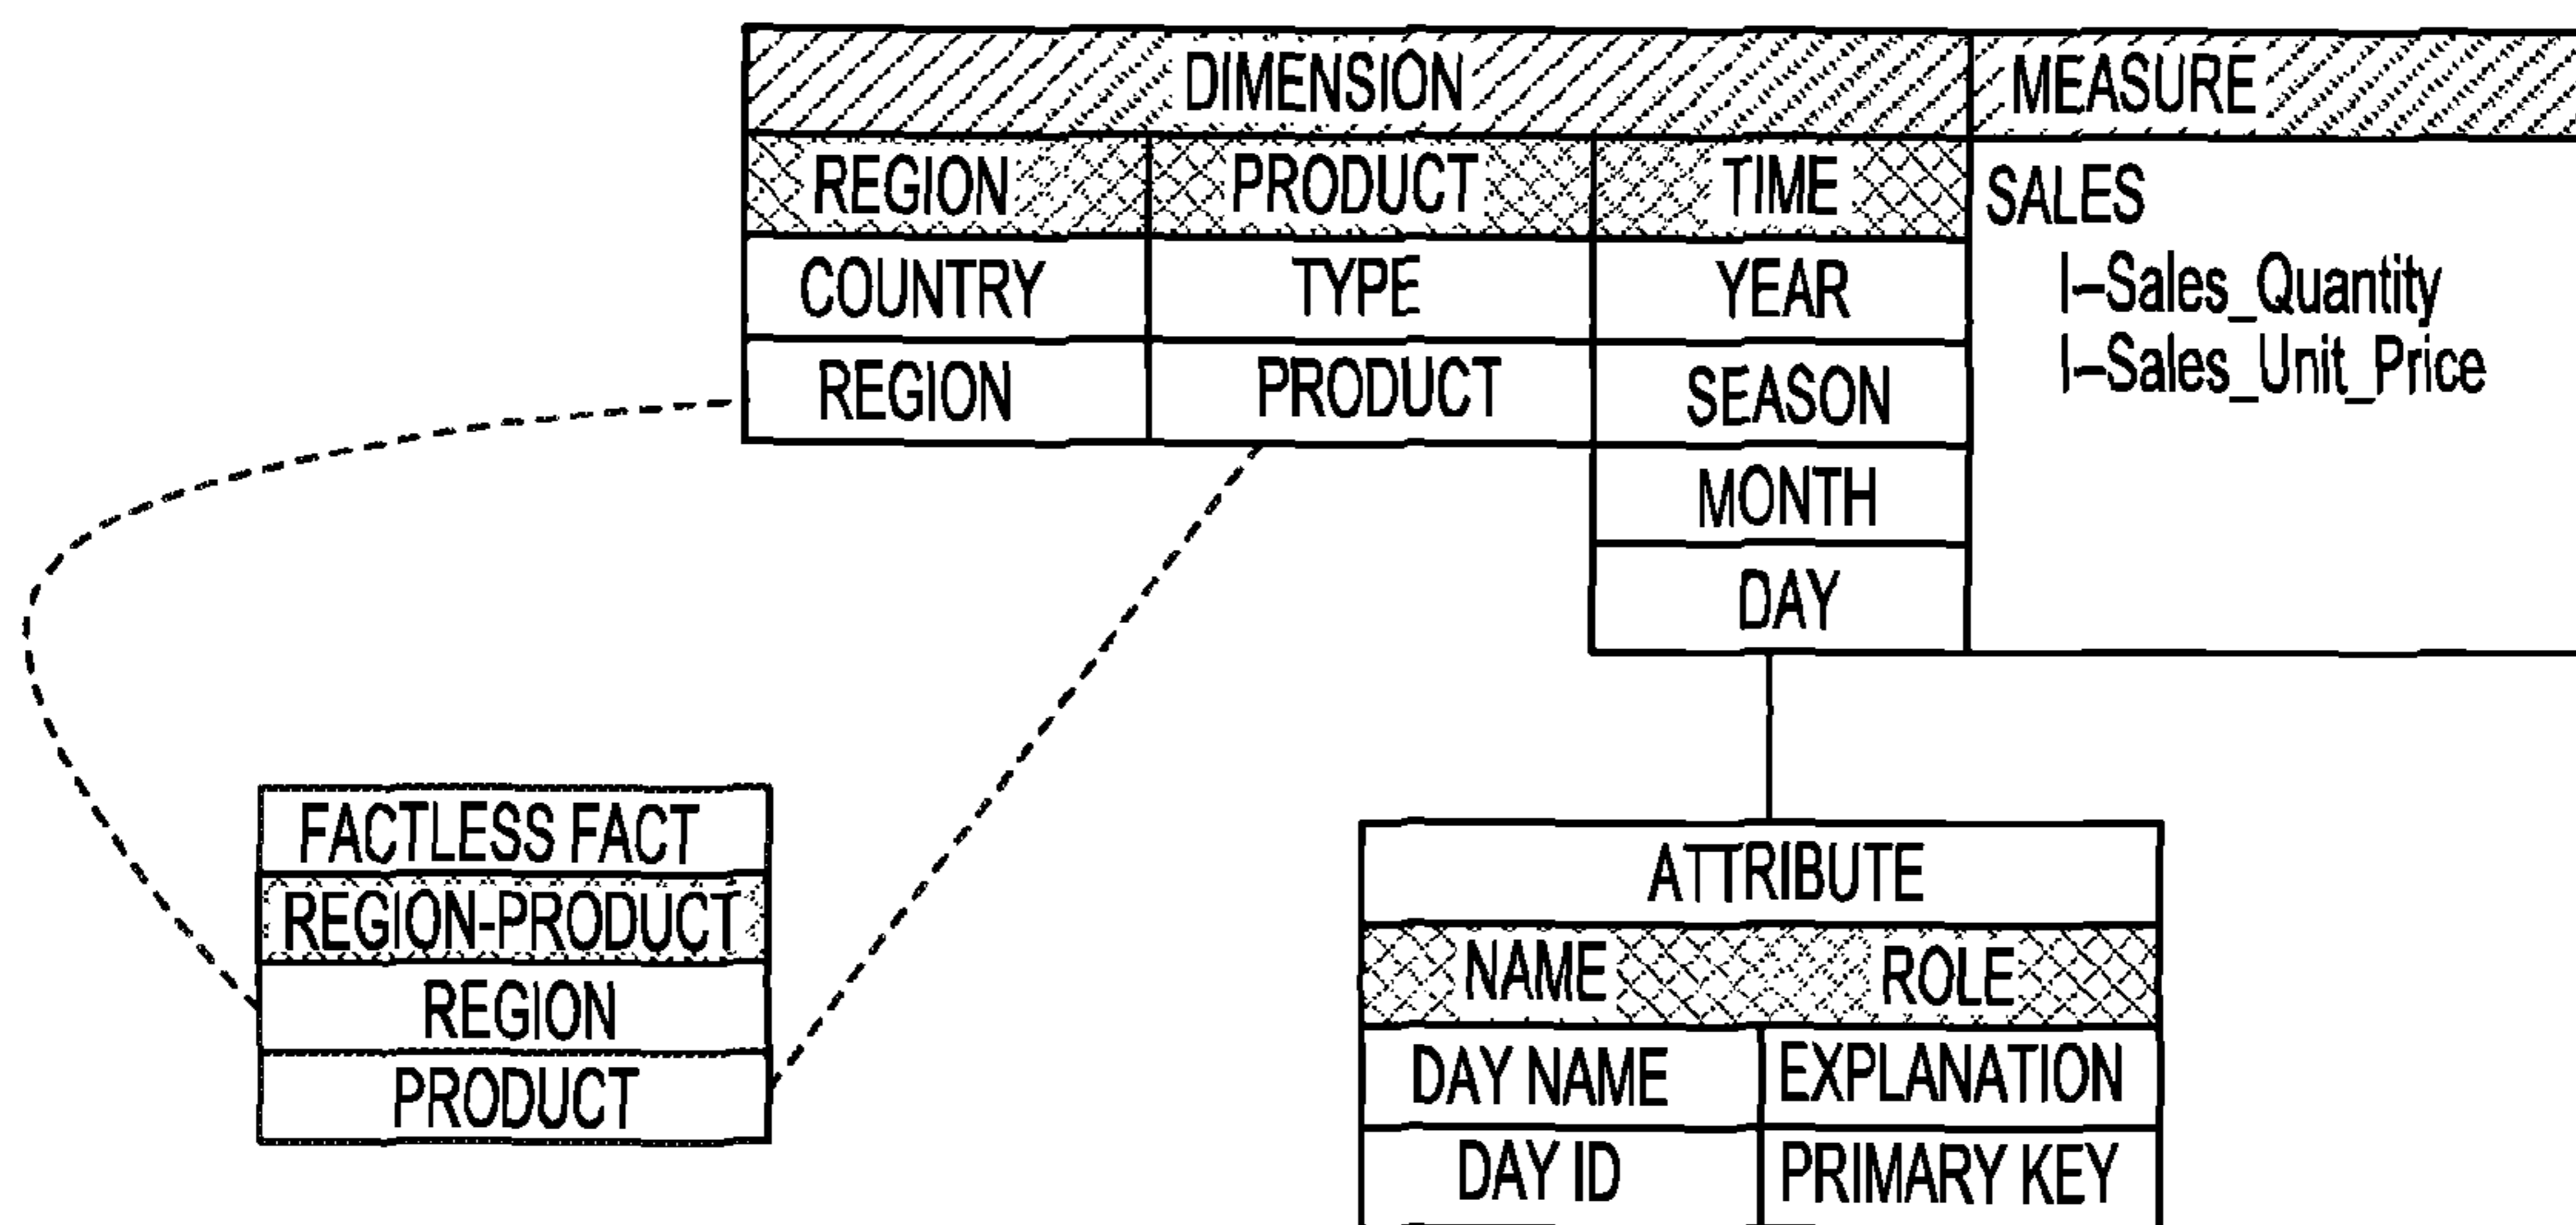 DIMENSION MEASURE
REGION PRODUCT TIME SALES
COUNTRY TYPE YEAR I–Sales_Quantity
REGION PRODUCT SEASON I–Sales_Unit_Price
MONTH
DAY
FACTLESS FACT
REGION-PRODUCT
REGION
PRODUCT
ATTRIBUTE
NAME ROLE
DAY NAME EXPLANATION
DAY ID PRIMARY KEY